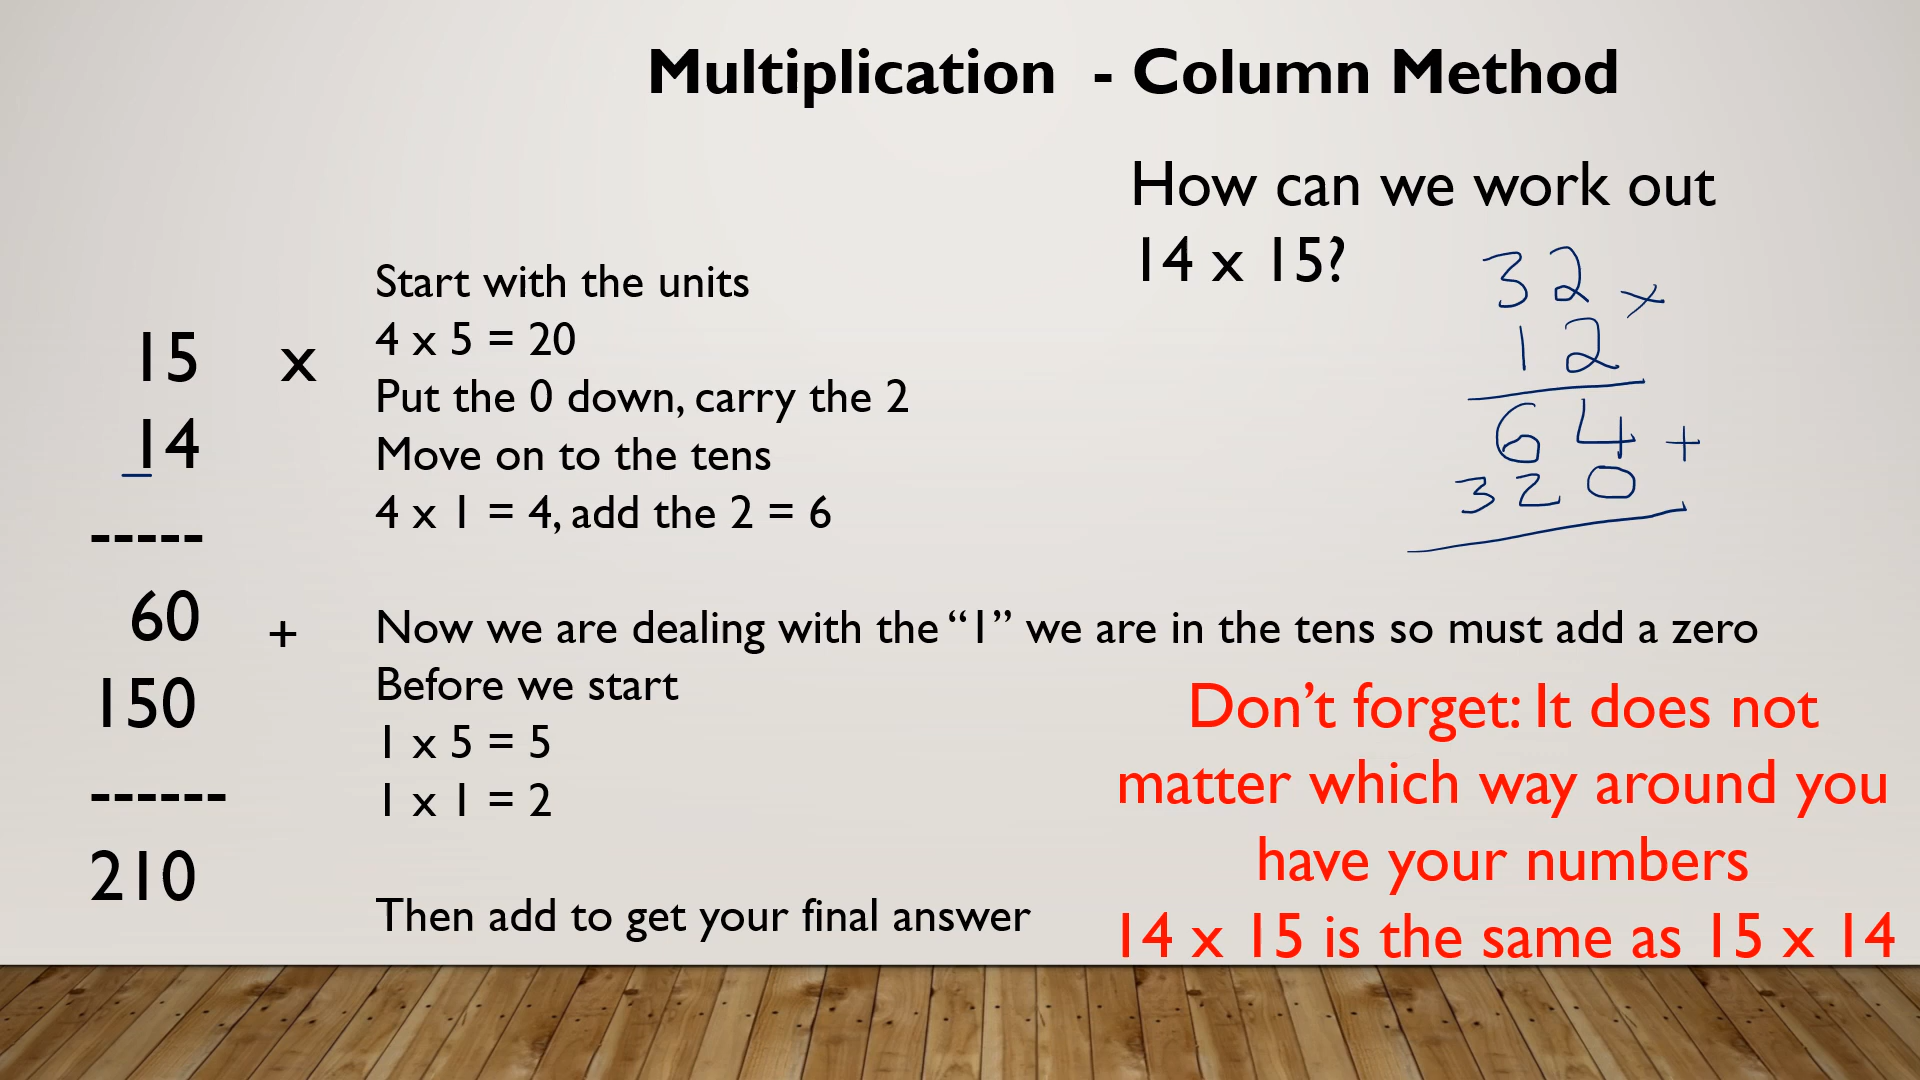 Multiplication - Column Method
How can we work out
14 x 15?
32 x
12
64 +
320
15 x
14
-----
60 +
150
------
210
Start with the units
4 x 5 = 20
Put the 0 down, carry the 2
Move on to the tens
4 x 1 = 4, add the 2 = 6
Now we are dealing with the “1” we are in the tens so must add a zero
Before we start
1 x 5 = 5
1 x 1 = 2
Then add to get your final answer
Don’t forget: It does not
matter which way around you
have your numbers
14 x 15 is the same as 15 x 14